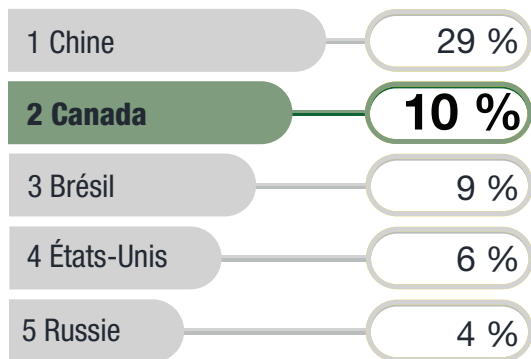 1 Chine 29 %
2 Canada 10 %
3 Brésil 9 %
4 États-Unis 6 %
5 Russie 4 %